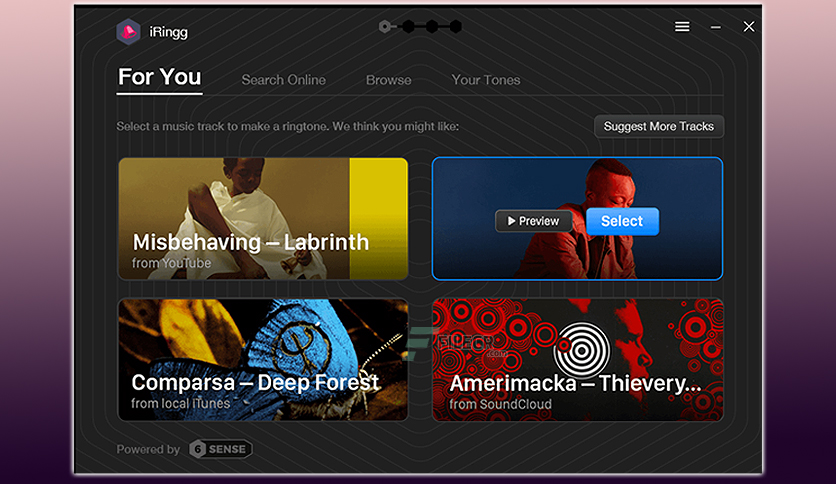 iRingg
For You
Search Online
Browse
Your Tones
Select a music track to make a ringtone. We think you might like:
Suggest More Tracks
Misbehaving – Labrinth
from YouTube
Preview
Select
Comparsa – Deep Forest
from local iTunes
FILECR
.com
Amerimacka – Thievery...
from SoundCloud
Powered by 6 SENSE